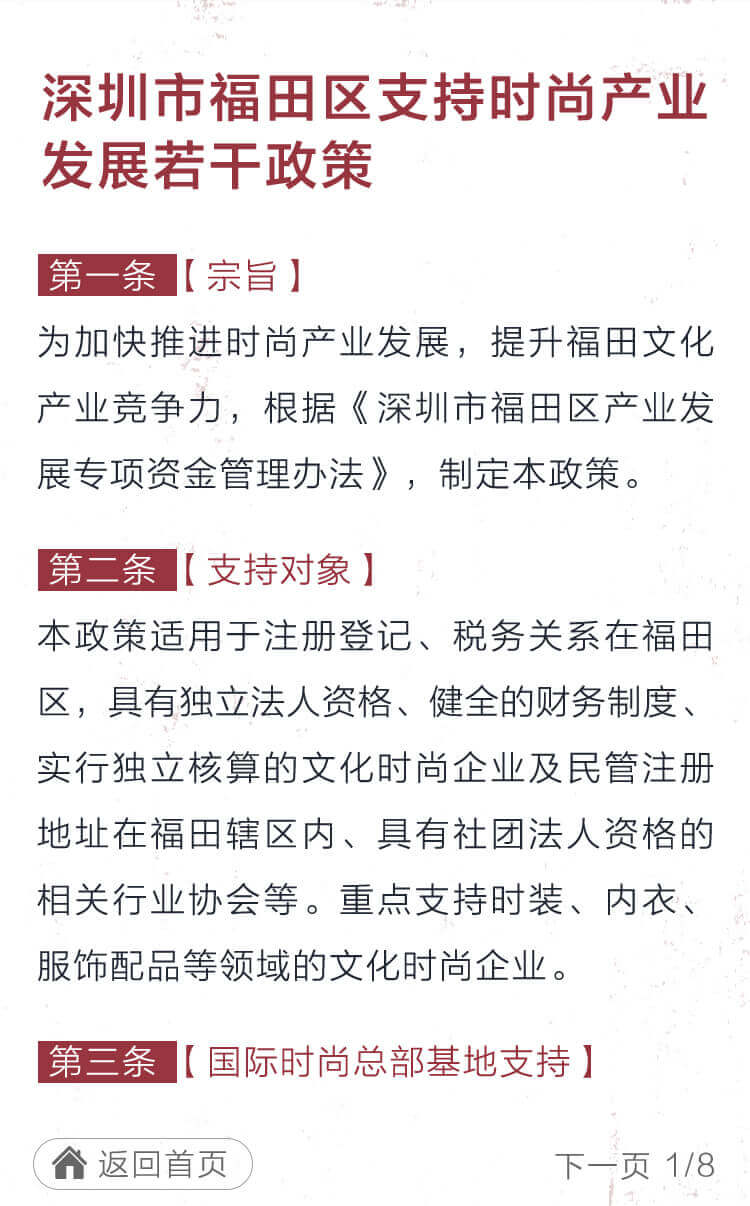 深圳市福田区支持时尚产业
发展若干政策
第一条【宗旨】
为加快推进时尚产业发展，提升福田文化
产业竞争力，根据《深圳市福田区产业发
展专项资金管理办法》，制定本政策。
第二条【支持对象】
本政策适用于注册登记、税务关系在福田
区，具有独立法人资格、健全的财务制度、
实行独立核算的文化时尚企业及民管注册
地址在福田辖区内、具有社团法人资格的
相关行业协会等。重点支持时装、内衣、
服饰配品等领域的文化时尚企业。
第三条【国际时尚总部基地支持】
返回首页 下一页 1/8